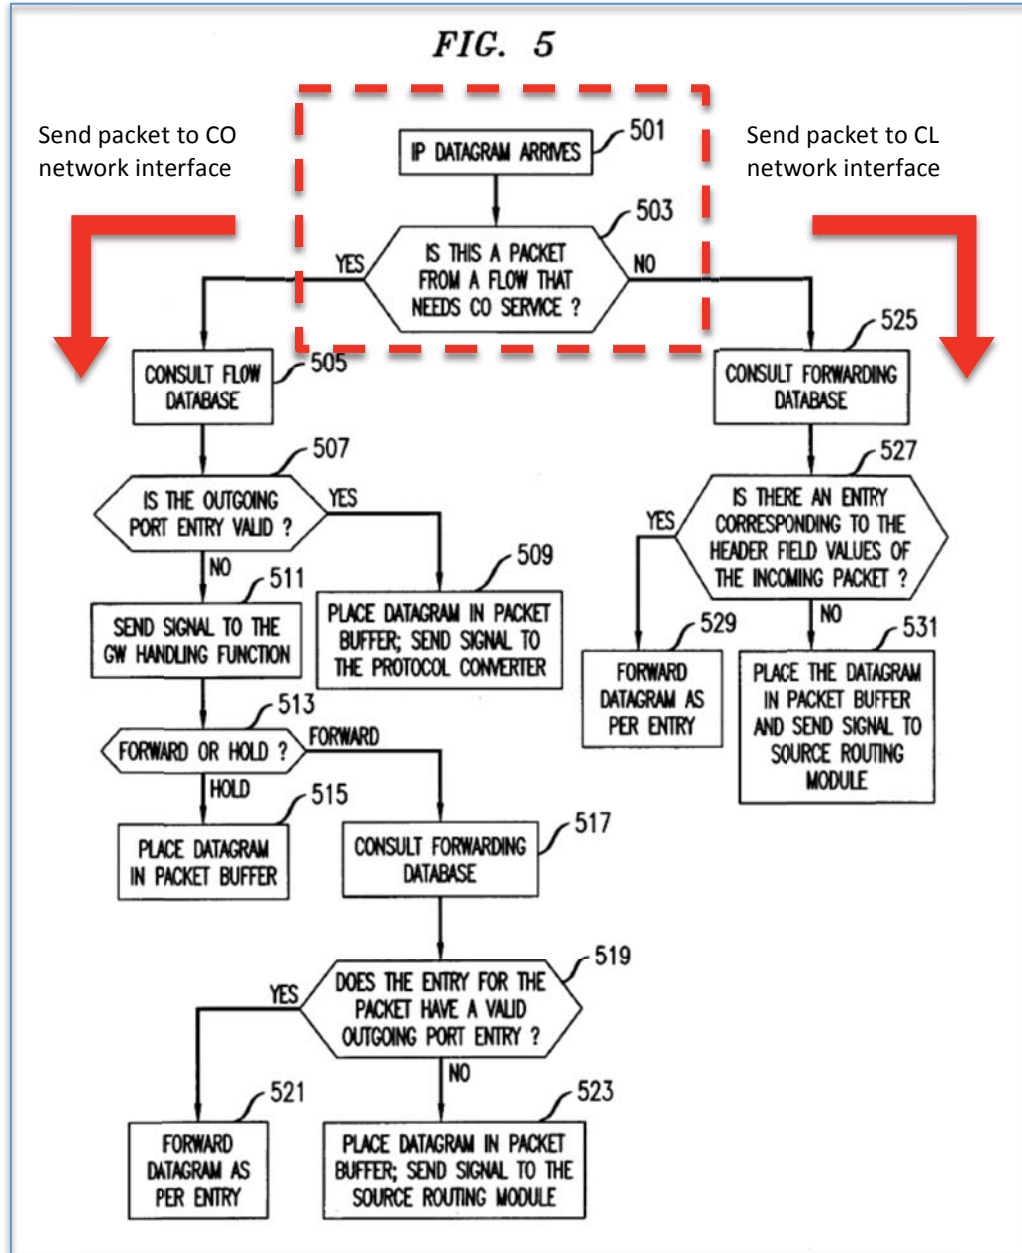 FIG. 5
Send packet to CO
network interface
Send packet to CL
network interface
501
IP DATAGRAM ARRIVES
503
IS THIS A PACKET
FROM A FLOW THAT
NEEDS CO SERVICE ?
YES
NO
505
CONSULT FLOW
DATABASE
525
CONSULT FORWARDING
DATABASE
507
IS THE OUTGOING
PORT ENTRY VALID ?
YES
NO
527
IS THERE AN ENTRY
CORRESPONDING TO THE
HEADER FIELD VALUES OF
THE INCOMING PACKET ?
YES
NO
509
PLACE DATAGRAM IN PACKET
BUFFER; SEND SIGNAL TO
THE PROTOCOL CONVERTER
511
SEND SIGNAL TO THE
GW HANDLING FUNCTION
529
FORWARD
DATAGRAM AS
PER ENTRY
531
PLACE THE DATAGRAM
IN PACKET BUFFER
AND SEND SIGNAL TO
SOURCE ROUTING
MODULE
513
FORWARD OR HOLD ?
FORWARD
HOLD
515
PLACE DATAGRAM
IN PACKET BUFFER
517
CONSULT FORWARDING
DATABASE
519
DOES THE ENTRY FOR THE
PACKET HAVE A VALID
OUTGOING PORT ENTRY ?
YES
NO
521
FORWARD
DATAGRAM AS
PER ENTRY
523
PLACE DATAGRAM IN PACKET
BUFFER; SEND SIGNAL TO THE
SOURCE ROUTING MODULE